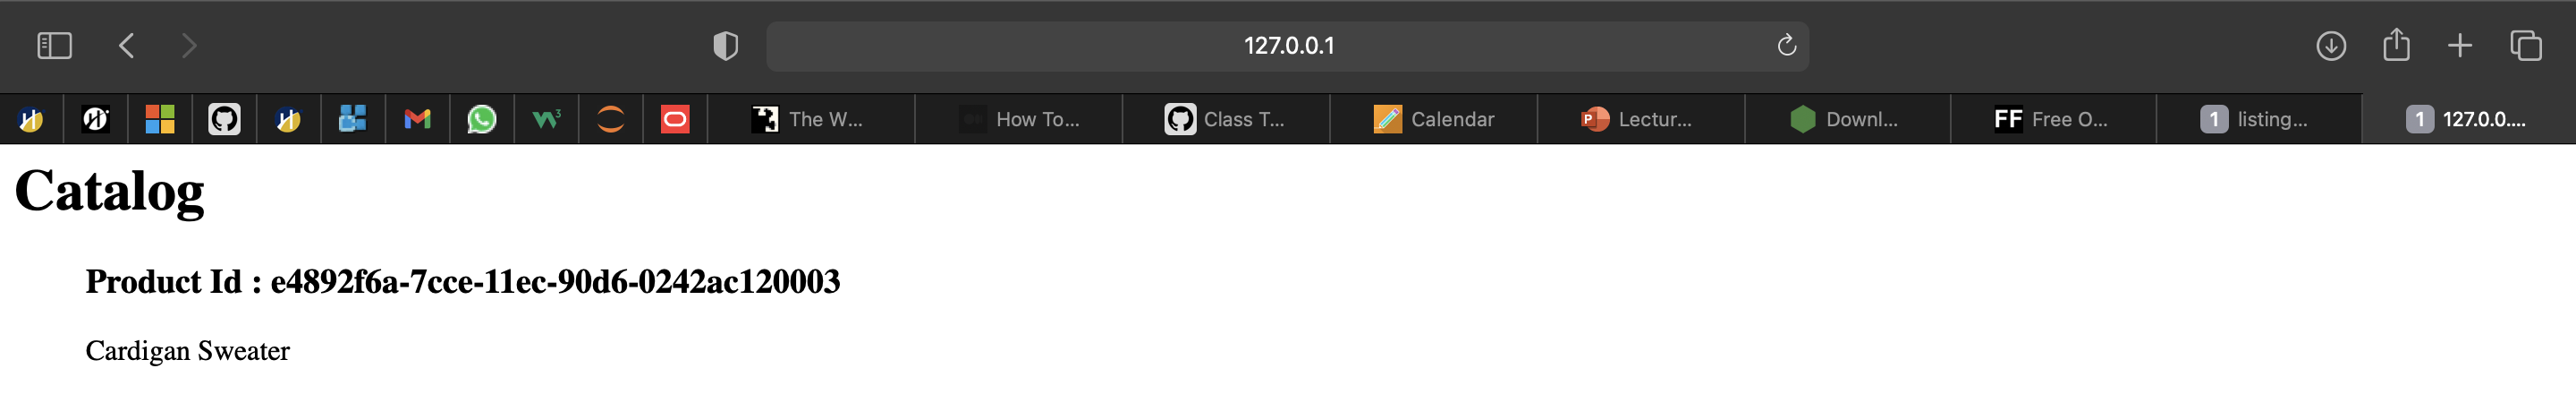 127.0.0.1
The W...
How To...
Class T...
Calendar
P Lectur...
Downl...
FF Free O...
1 listing...
1 127.0.0....
Catalog
Product Id : e4892f6a-7cce-11ec-90d6-0242ac120003
Cardigan Sweater